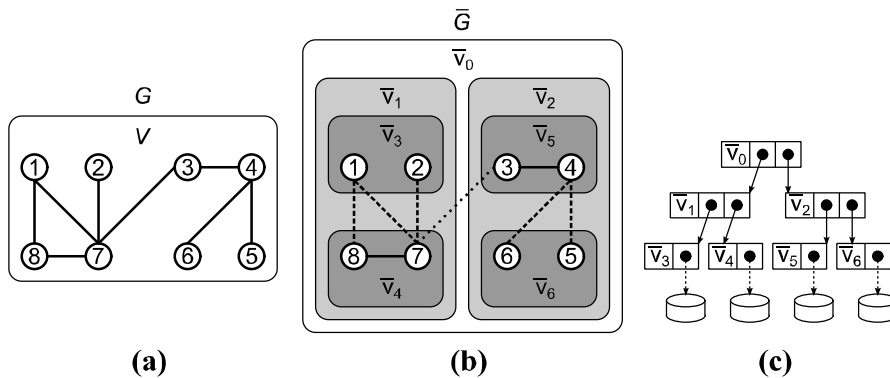 G
V
1 2 3 4
8 7 6 5
(a)
G̅
v̅₀
v̅₁ v̅₂
v̅₃ v̅₅
1 2 3 4
8 7 6 5
v̅₄ v̅₆
(b)
v̅₀
v̅₁ v̅₂
v̅₃ v̅₄ v̅₅ v̅₆
(c)